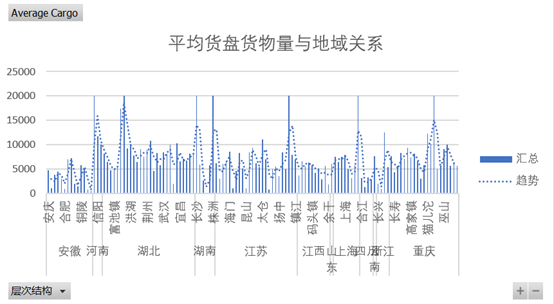 Average Cargo
平均货盘货物量与地域关系
25000
20000
15000
10000
5000
0
汇总
趋势
安庆 合肥 铜陵 信阳 富池镇 洪湖 荆州 武汉 宜昌 长沙 株洲 海门 昆山 太仓 扬中 镇江 码头镇 余干 上海 合江 长兴 长寿 高家镇 猫儿沱 巫山
安徽 河南 湖北 湖南 江苏 江西 山东 上海 四川 浙江 重庆
层次结构